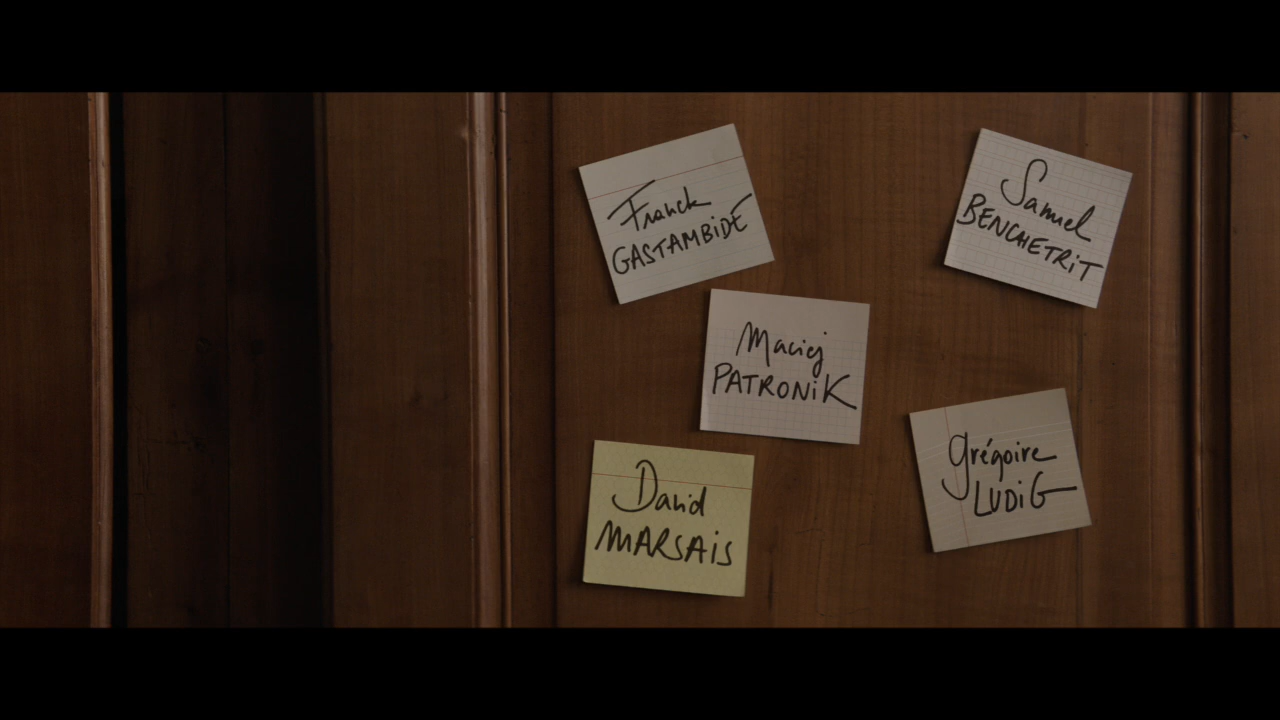 Franck
GASTAMBIDE
Samuel
BENCHETRIT
Maciej
PATRONiK
David
MARSAiS
grégoire
LUDiG